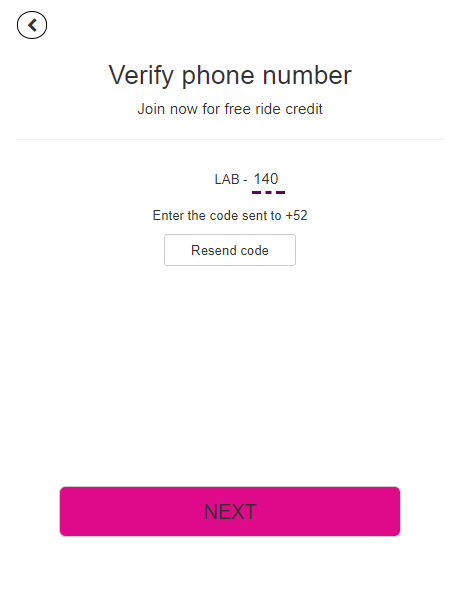 Verify phone number
Join now for free ride credit
LAB - 140
Enter the code sent to +52
Resend code
NEXT